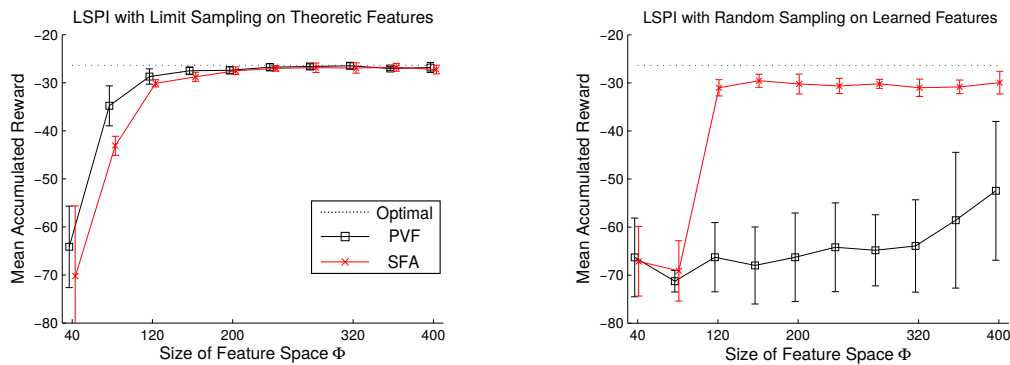 LSPI with Limit Sampling on Theoretic Features
−20
−30
−40
−50
−60
−70
−80
Mean Accumulated Reward
Optimal
PVF
SFA
40 120 200 320 400
Size of Feature Space Φ
LSPI with Random Sampling on Learned Features
−20
−30
−40
−50
−60
−70
−80
Mean Accumulated Reward
40 120 200 320 400
Size of Feature Space Φ